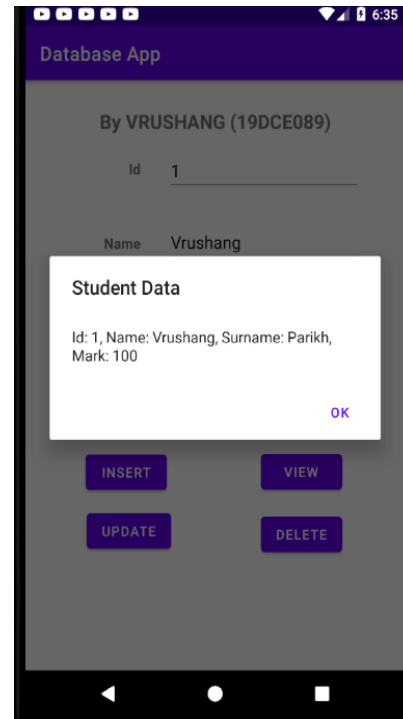 6:35
Database App
By VRUSHANG (19DCE089)
Id 1
Name Vrushang
Student Data
Id: 1, Name: Vrushang, Surname: Parikh,
Mark: 100
OK
INSERT VIEW
UPDATE DELETE